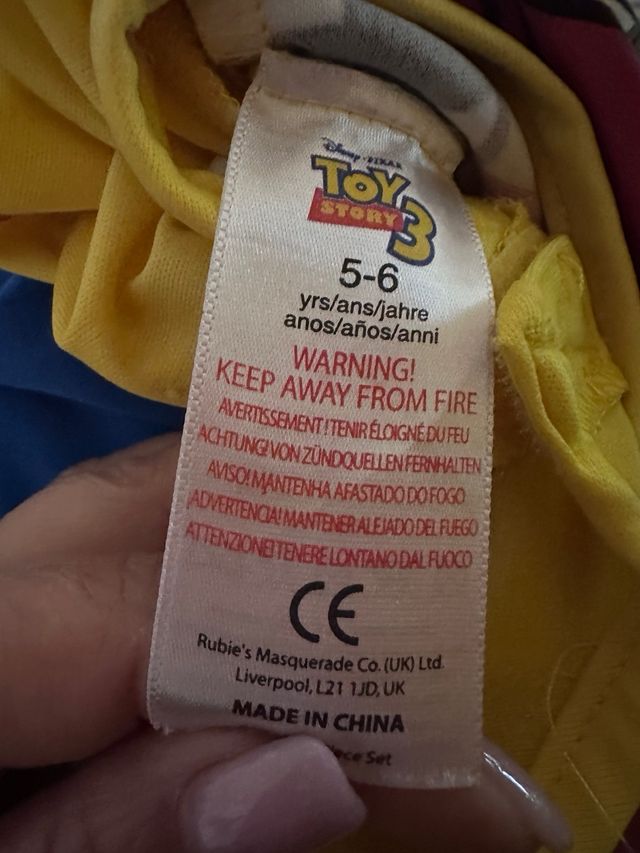 Disney · PIXAR
TOY
STORY
3
5-6
yrs/ans/jahre
anos/años/anni
WARNING!
KEEP AWAY FROM FIRE
AVERTISSEMENT ! TENIR ÉLOIGNÉ DU FEU
ACHTUNG! VON ZÜNDQUELLEN FERNHALTEN
AVISO! MANTENHA AFASTADO DO FOGO
¡ADVERTENCIA! MANTENER ALEJADO DEL FUEGO
ATTENZIONE! TENERE LONTANO DAL FUOCO
CE
Rubie's Masquerade Co. (UK) Ltd.
Liverpool, L21 1JD, UK
MADE IN CHINA
Set